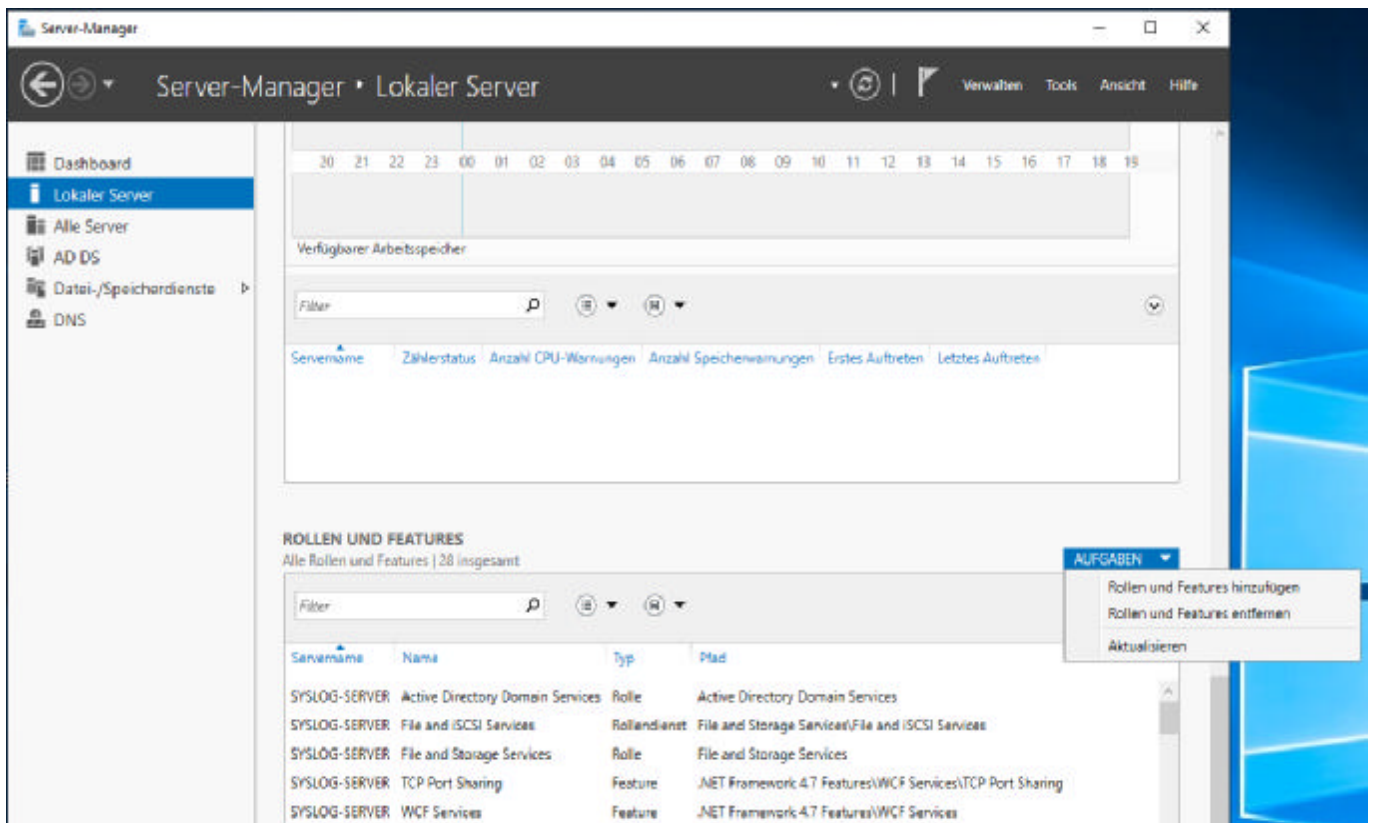 Server-Manager
Server-Manager • Lokaler Server
Verwalten Tools Ansicht Hilfe
Dashboard
Lokaler Server
Alle Server
AD DS
Datei-/Speicherdienste
DNS
20 21 22 23 00 01 02 03 04 05 06 07 08 09 10 11 12 13 14 15 16 17 18 19
Verfügbarer Arbeitsspeicher
Filter
Servername Zählerstatus Anzahl CPU-Warnungen Anzahl Speicherwarnungen Erstes Auftreten Letztes Auftreten
ROLLEN UND FEATURES
Alle Rollen und Features | 28 insgesamt
AUFGABEN
Rollen und Features hinzufügen
Rollen und Features entfernen
Aktualisieren
Filter
Servername Name Typ Pfad
SYSLOG-SERVER Active Directory Domain Services Rolle Active Directory Domain Services
SYSLOG-SERVER File and iSCSI Services Rollendienst File and Storage Services\File and iSCSI Services
SYSLOG-SERVER File and Storage Services Rolle File and Storage Services
SYSLOG-SERVER TCP Port Sharing Feature .NET Framework 4.7 Features\WCF Services\TCP Port Sharing
SYSLOG-SERVER WCF Services Feature .NET Framework 4.7 Features\WCF Services